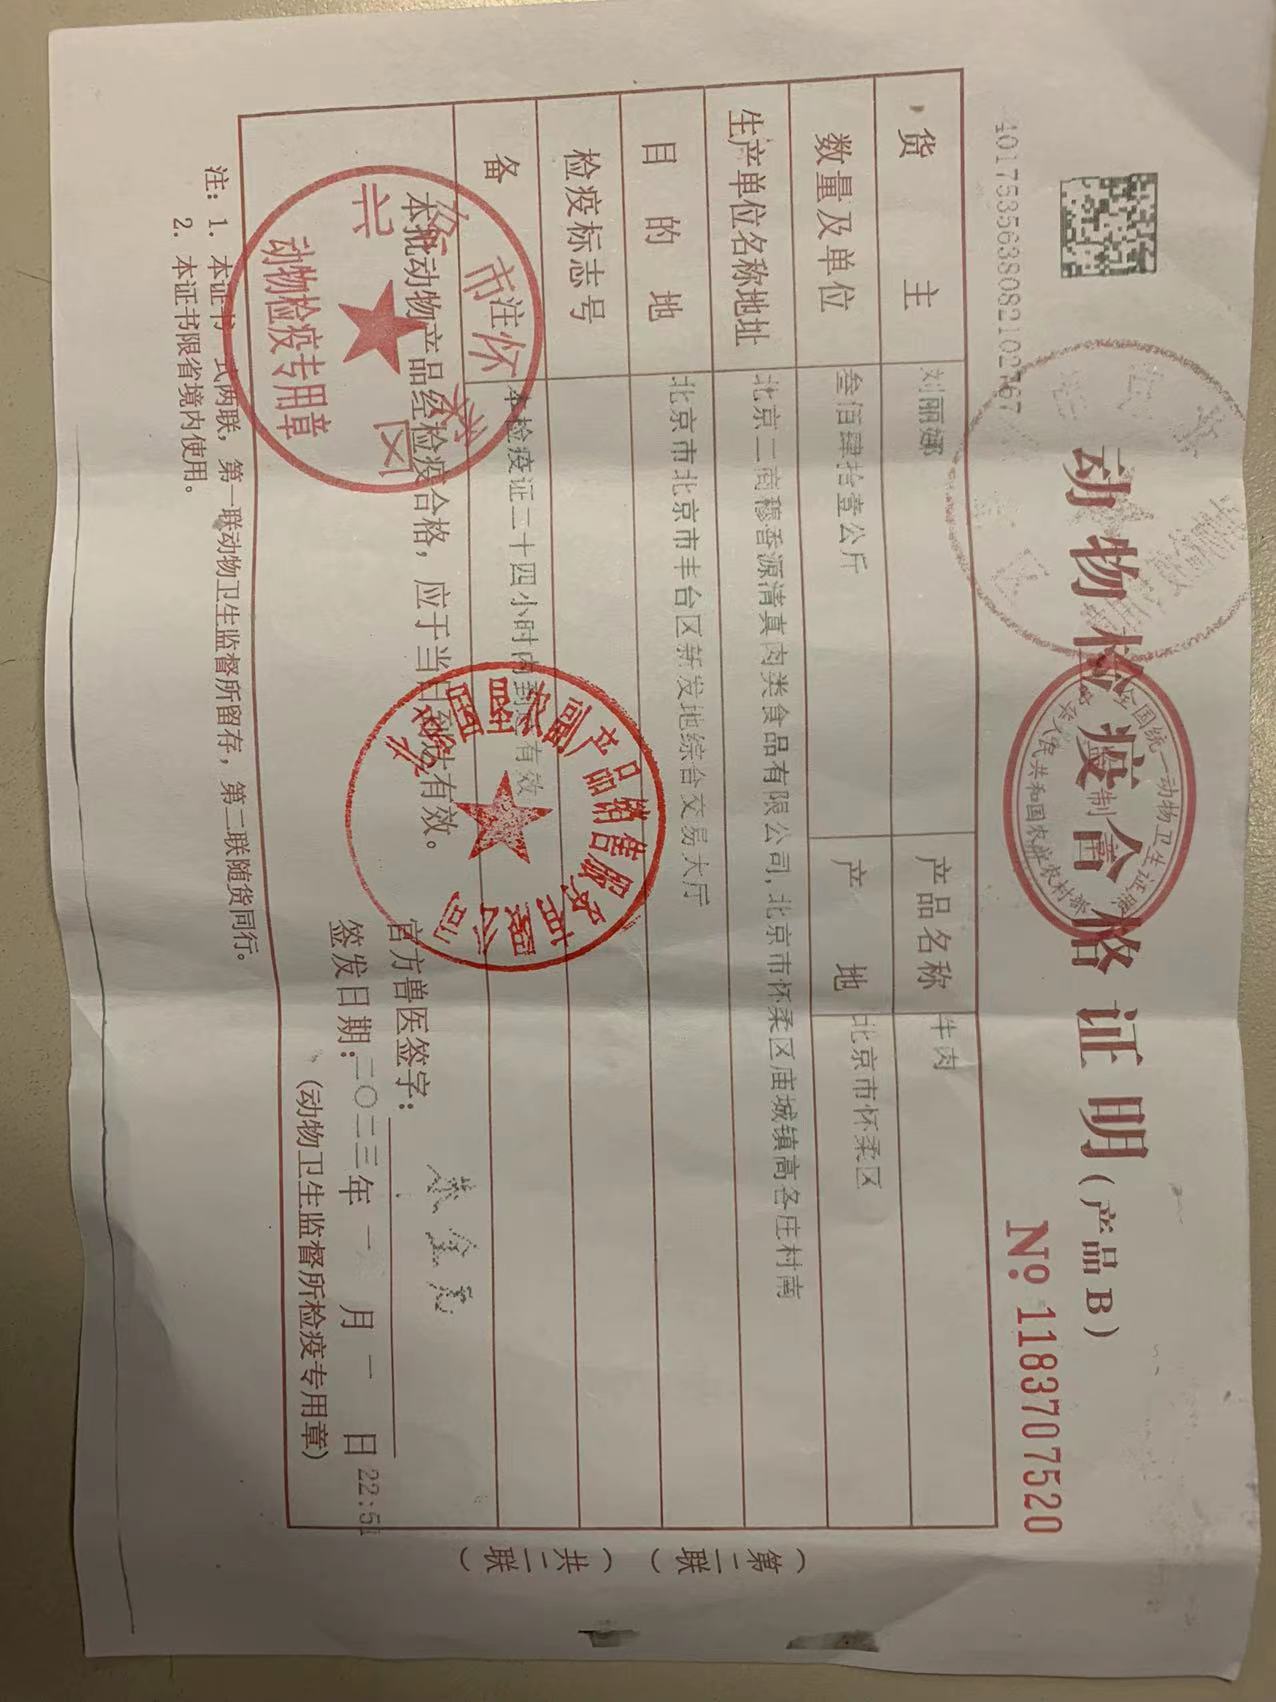 4017535638082102767
动物检疫合格证明(产品B)
No. 1183707520
货主 刘丽娜 产品名称 牛肉
数量及单位 叁佰肆拾壹公斤 产地 北京市怀柔区
生产单位名称地址 北京二商穆香源清真肉类食品有限公司,北京市怀柔区庙城镇高各庄村南
目的地 北京市北京市丰台区新发地综合交易大厅
检疫标志号
备注 本检疫证二十四小时内到达有效
本批动物产品经检疫合格,应于当日到达有效。
官方兽医签字:
签发日期:二〇二三年一月一日 22:51
(动物卫生监督所检疫专用章)
注:1. 本证书一式两联,第一联动物卫生监督所留存,第二联随货同行。
2. 本证书限省境内使用。
(第二联)
(共二联)
动物检疫专用章